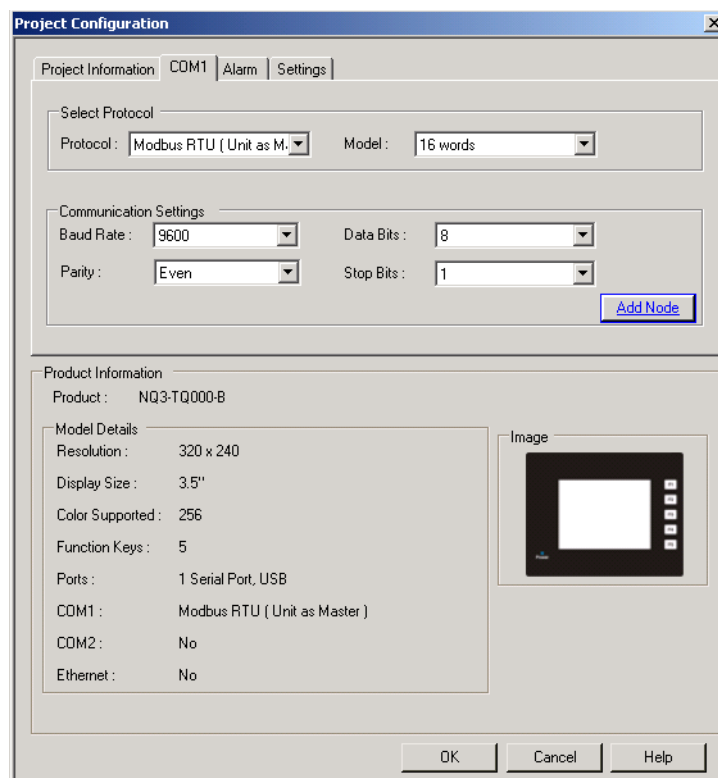 Project Configuration
Project Information COM1 Alarm Settings
Select Protocol
Protocol : Modbus RTU ( Unit as M. Model : 16 words
Communication Settings
Baud Rate : 9600 Data Bits : 8
Parity : Even Stop Bits : 1
Add Node
Product Information
Product : NQ3-TQ000-B
Model Details
Image
Resolution : 320 x 240
Display Size : 3.5"
Color Supported : 256
Function Keys : 5
Ports : 1 Serial Port, USB
COM1 : Modbus RTU ( Unit as Master )
COM2 : No
Ethernet : No
OK Cancel Help